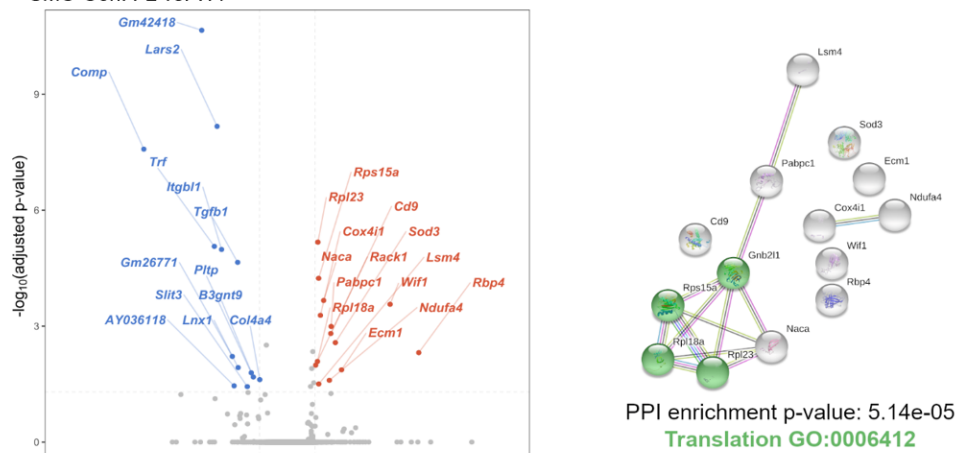 Gm42418
Lars2
Comp
9
Trf
Itgbl1
Tgfb1
6
Gm26771
Pltp
Slit3
B3gnt9
AY036118
Lnx1
Col4a4
3
0
-log10(adjusted p-value)
Rps15a
Rpl23
Cd9
Cox4i1
Sod3
Naca
Rack1
Lsm4
Pabpc1
Wif1
Rbp4
Rpl18a
Ndufa4
Ecm1
Lsm4
Sod3
Ecm1
Pabpc1
Ndufa4
Cox4i1
Cd9
Wif1
Gnb2l1
Rbp4
Rps15a
Naca
Rpl18a
Rpl23
PPI enrichment p-value: 5.14e-05
Translation GO:0006412